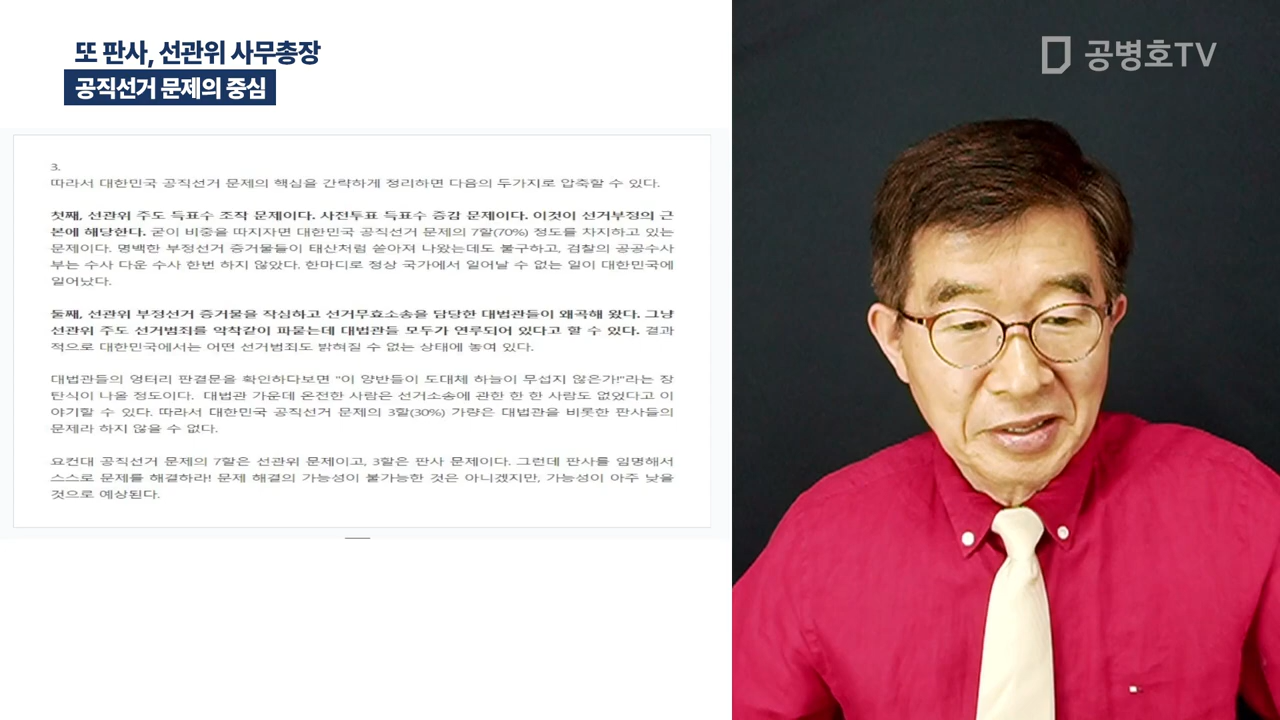 또 판사, 선관위 사무총장
공직선거 문제의 중심
공병호TV
3.
따라서 대한민국 공직선거 문제의 핵심을 간략하게 정리하면 다음의 두가지로 압축할 수 있다.
첫째, 선관위 주도 득표수 조작 문제이다. 사전투표 득표수 증감 문제이다. 이것이 선거부정의 근
본에 해당한다. 굳이 비중을 따지자면 대한민국 공직선거 문제의 7할(70%) 정도를 차지하고 있는
문제이다. 명백한 부정선거 증거물들이 태산처럼 쏟아져 나왔는데도 불구하고, 검찰의 공공수사
부는 수사 다운 수사 한번 하지 않았다. 한마디로 정상 국가에서 일어날 수 없는 일이 대한민국에
일어났다.
둘째, 선관위 부정선거 증거물을 작심하고 선거무효소송을 담당한 대법관들이 왜곡해 왔다. 그냥
선관위 주도 선거범죄를 악착같이 파묻는데 대법관들 모두가 연루되어 있다고 할 수 있다. 결과
적으로 대한민국에서는 어떤 선거범죄도 밝혀질 수 없는 상태에 놓여 있다.
대법관들의 엉터리 판결문을 확인하다보면 "이 양반들이 도대체 하늘이 무섭지 않은가!"라는 장
탄식이 나올 정도이다. 대법관 가운데 온전한 사람은 선거소송에 관한 한 한 사람도 없었다고 이
야기할 수 있다. 따라서 대한민국 공직선거 문제의 3할(30%) 가량은 대법관을 비롯한 판사들의
문제라 하지 않을 수 없다.
요컨대 공직선거 문제의 7할은 선관위 문제이고, 3할은 판사 문제이다. 그런데 판사를 임명해서
스스로 문제를 해결하라! 문제 해결의 가능성이 불가능한 것은 아니겠지만, 가능성이 아주 낮을
것으로 예상된다.